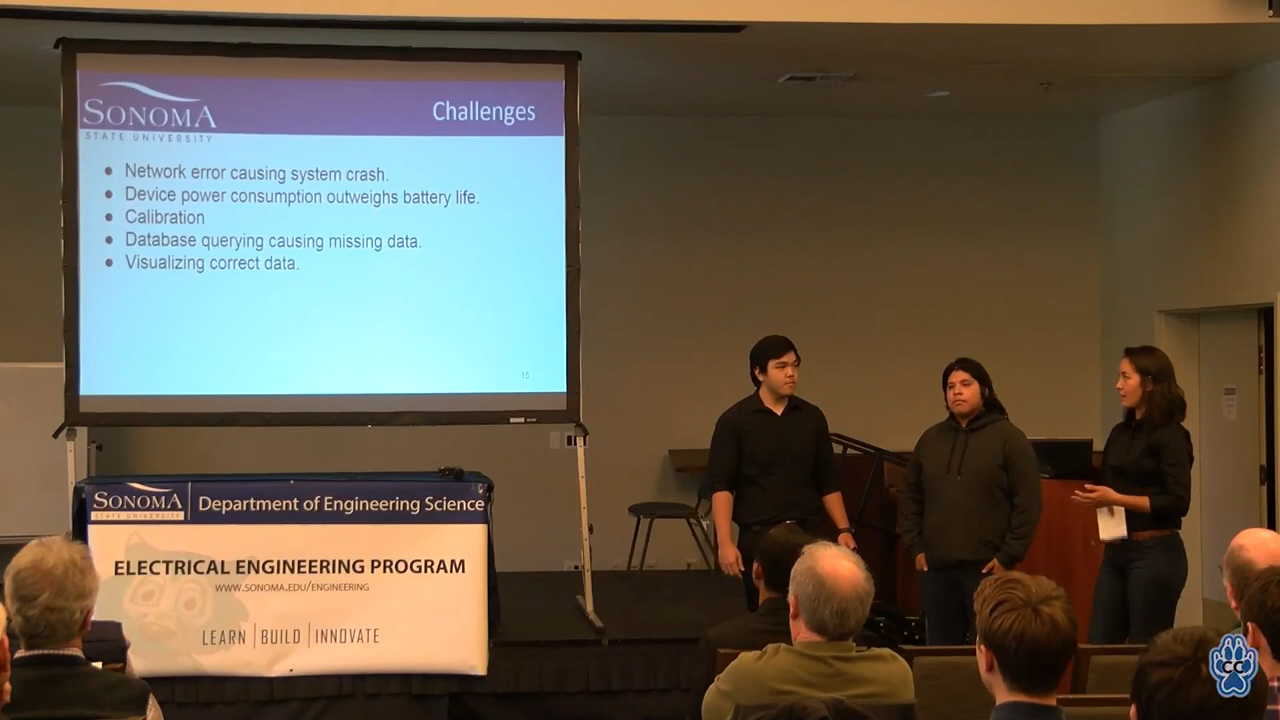 SONOMA
STATE UNIVERSITY
Challenges
● Network error causing system crash.
● Device power consumption outweighs battery life.
● Calibration
● Database querying causing missing data.
● Visualizing correct data.
15
SONOMA
STATE UNIVERSITY
Department of Engineering Science
ELECTRICAL ENGINEERING PROGRAM
WWW.SONOMA.EDU/ENGINEERING
LEARN | BUILD | INNOVATE
CC